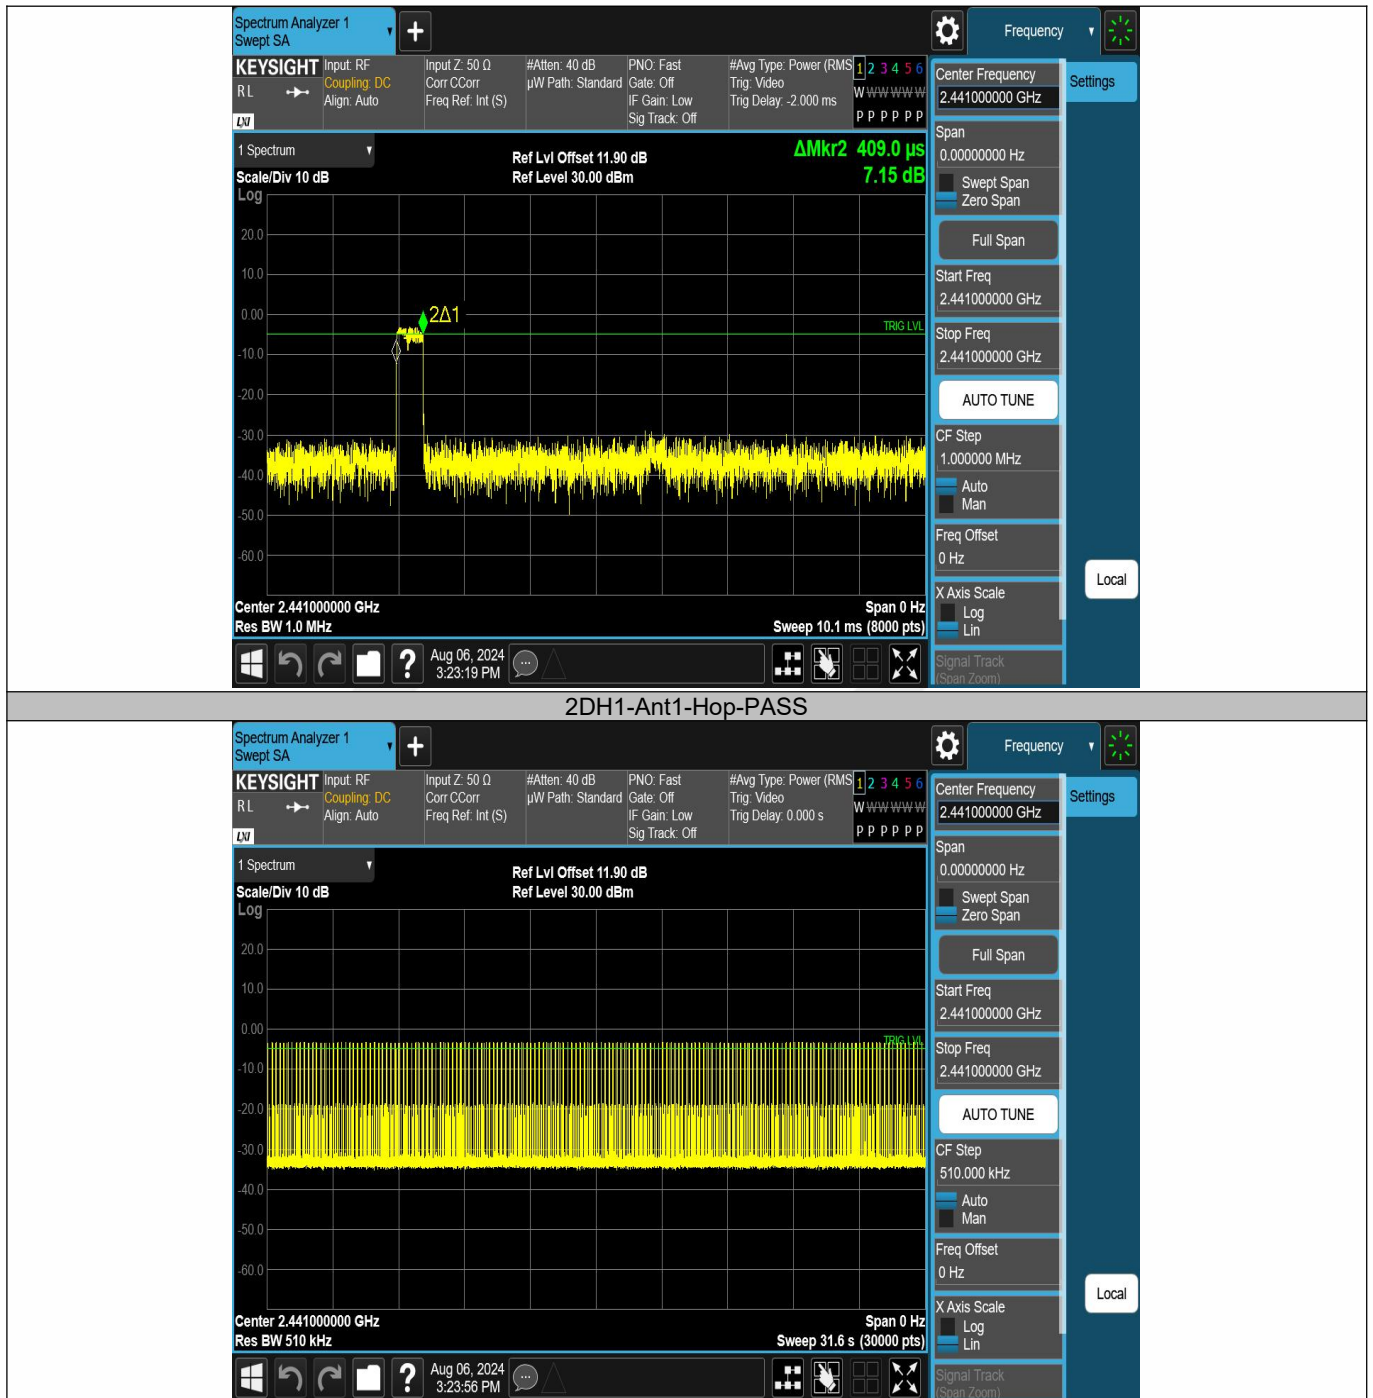 Spectrum Analyzer 1
Swept SA
+
Frequency
KEYSIGHT
RL
LXI
Input: RF
Coupling: DC
Align: Auto
Input Z: 50 Ω
Corr CCorr
Freq Ref: Int (S)
#Atten: 40 dB
µW Path: Standard
PNO: Fast
Gate: Off
IF Gain: Low
Sig Track: Off
#Avg Type: Power (RMS
Trig: Video
Trig Delay: -2.000 ms
1 2 3 4 5 6
W W W W W W
P P P P P P
Center Frequency
2.441000000 GHz
Settings
Span
0.00000000 Hz
Swept Span
Zero Span
Full Span
Start Freq
2.441000000 GHz
Stop Freq
2.441000000 GHz
AUTO TUNE
CF Step
1.000000 MHz
Auto
Man
Freq Offset
0 Hz
X Axis Scale
Log
Lin
Signal Track
(Span Zoom)
Local
1 Spectrum
Scale/Div 10 dB
Ref Lvl Offset 11.90 dB
Ref Level 30.00 dBm
ΔMkr2 409.0 µs
7.15 dB
Log
20.0
10.0
0.00
-10.0
-20.0
-30.0
-40.0
-50.0
-60.0
2Δ1
TRIG LVL
Center 2.441000000 GHz
Res BW 1.0 MHz
Span 0 Hz
Sweep 10.1 ms (8000 pts)
?
Aug 06, 2024
3:23:19 PM
2DH1-Ant1-Hop-PASS
Spectrum Analyzer 1
Swept SA
+
Frequency
KEYSIGHT
RL
LXI
Input: RF
Coupling: DC
Align: Auto
Input Z: 50 Ω
Corr CCorr
Freq Ref: Int (S)
#Atten: 40 dB
µW Path: Standard
PNO: Fast
Gate: Off
IF Gain: Low
Sig Track: Off
#Avg Type: Power (RMS
Trig: Video
Trig Delay: 0.000 s
1 2 3 4 5 6
W W W W W W
P P P P P P
Center Frequency
2.441000000 GHz
Settings
Span
0.00000000 Hz
Swept Span
Zero Span
Full Span
Start Freq
2.441000000 GHz
Stop Freq
2.441000000 GHz
AUTO TUNE
CF Step
510.000 kHz
Auto
Man
Freq Offset
0 Hz
X Axis Scale
Log
Lin
Signal Track
(Span Zoom)
Local
1 Spectrum
Scale/Div 10 dB
Ref Lvl Offset 11.90 dB
Ref Level 30.00 dBm
Log
20.0
10.0
0.00
-10.0
-20.0
-30.0
-40.0
-50.0
-60.0
TRIG LVL
Center 2.441000000 GHz
Res BW 510 kHz
Span 0 Hz
Sweep 31.6 s (30000 pts)
?
Aug 06, 2024
3:23:56 PM